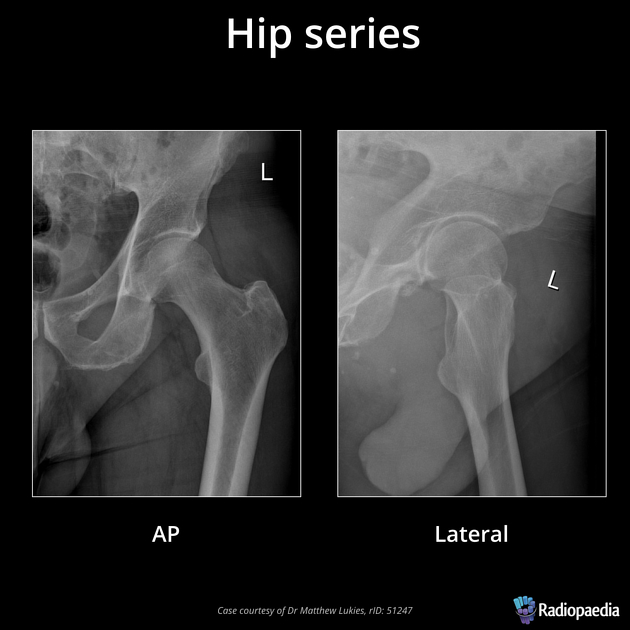 Hip series
L
L
AP
Lateral
Case courtesy of Dr Matthew Lukies, rID: 51247
Radiopaedia